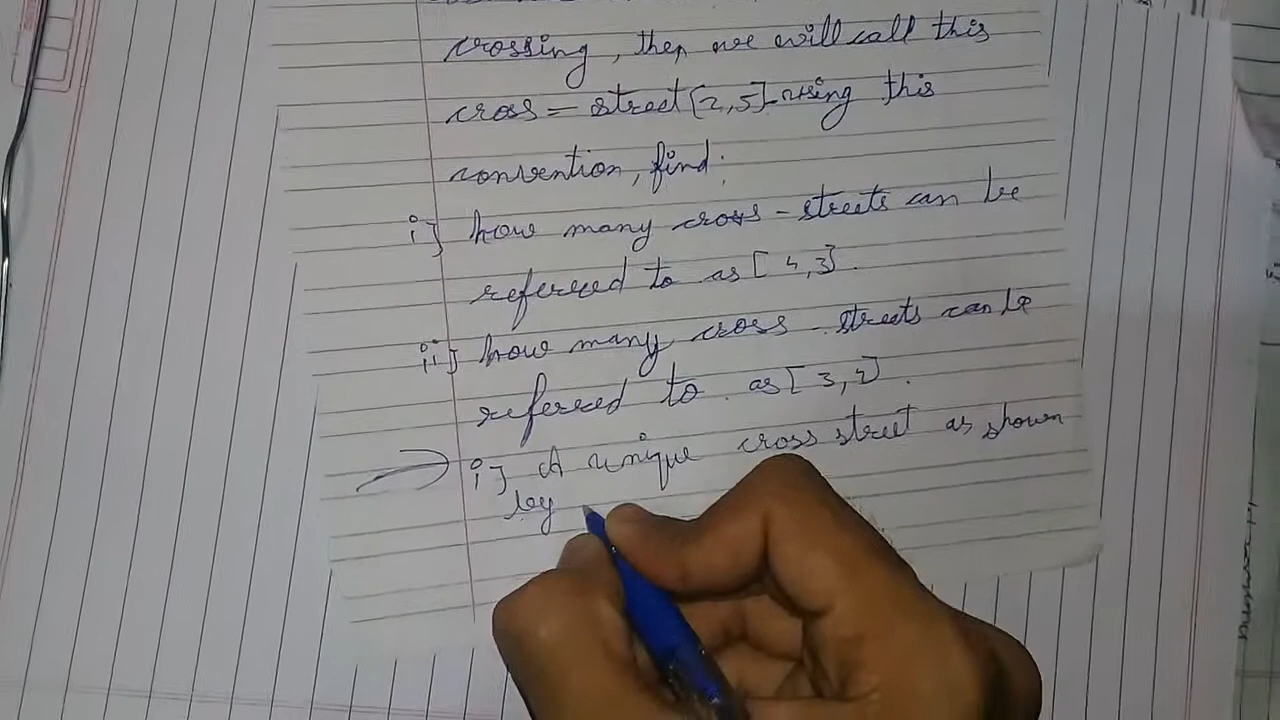 crossing, then we will call this
cross = street [2,5] using this
convention, find:
i] how many cross - streets can be
referred to as [4,3].
ii] how many cross - streets can be
referred to as [3,4].
i] A unique cross street as shown
by